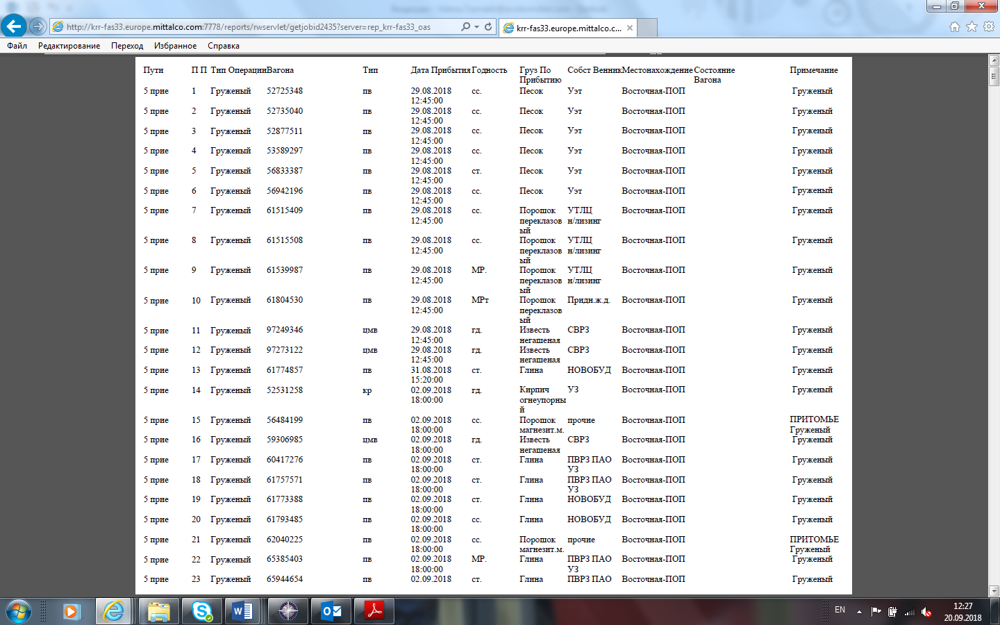 http://krr-fas33.europe.mittalco.com:7778/reports/rwservlet/getjobid2435?server=rep_krr-fas33_oas
krr-fas33.europe.mittalco.c...
Файл Редактирование Переход Избранное Справка
Пути П П Тип Операции Вагона Тип Дата Прибытия Годность Груз По Собст Венник Местонахождение Состояние Примечание
Прибытию Вагона
5 прие 1 Груженый 52725348 пв 29.08.2018 сс. Песок Уэт Восточная-ПОП Груженый
12:45:00
5 прие 2 Груженый 52735040 пв 29.08.2018 сс. Песок Уэт Восточная-ПОП Груженый
12:45:00
5 прие 3 Груженый 52877511 пв 29.08.2018 сс. Песок Уэт Восточная-ПОП Груженый
12:45:00
5 прие 4 Груженый 53589297 пв 29.08.2018 сс. Песок Уэт Восточная-ПОП Груженый
12:45:00
5 прие 5 Груженый 56833387 пв 29.08.2018 ст. Песок Уэт Восточная-ПОП Груженый
12:45:00
5 прие 6 Груженый 56942196 пв 29.08.2018 сс. Песок Уэт Восточная-ПОП Груженый
12:45:00
5 прие 7 Груженый 61515409 пв 29.08.2018 сс. Порошок УТЛЦ Восточная-ПОП Груженый
12:45:00 переклазов н/лизинг
ый
5 прие 8 Груженый 61515508 пв 29.08.2018 сс. Порошок УТЛЦ Восточная-ПОП Груженый
12:45:00 переклазов н/лизинг
ый
5 прие 9 Груженый 61539987 пв 29.08.2018 МР. Порошок УТЛЦ Восточная-ПОП Груженый
12:45:00 переклазов н/лизинг
ый
5 прие 10 Груженый 61804530 пв 29.08.2018 МРт Порошок Придн.ж.д. Восточная-ПОП Груженый
12:45:00 переклазов
ый
5 прие 11 Груженый 97249346 цмв 29.08.2018 гд. Известь СВРЗ Восточная-ПОП Груженый
12:45:00 негашеная
5 прие 12 Груженый 97273122 цмв 29.08.2018 гд. Известь СВРЗ Восточная-ПОП Груженый
12:45:00 негашеная
5 прие 13 Груженый 61774857 пв 31.08.2018 ст. Глина НОВОБУД Восточная-ПОП Груженый
15:20:00
5 прие 14 Груженый 52531258 кр 02.09.2018 гд. Кирпич УЗ Восточная-ПОП Груженый
18:00:00 огнеупорны
й
5 прие 15 Груженый 56484199 пв 02.09.2018 сс. Порошок прочие Восточная-ПОП ПРИТОМЬЕ
18:00:00 магнезит.м. Груженый
5 прие 16 Груженый 59306985 цмв 02.09.2018 гд. Известь СВРЗ Восточная-ПОП Груженый
18:00:00 негашеная
5 прие 17 Груженый 60417276 пв 02.09.2018 ст. Глина ПВРЗ ПАО Восточная-ПОП Груженый
18:00:00 УЗ
5 прие 18 Груженый 61757571 пв 02.09.2018 ст. Глина ПВРЗ ПАО Восточная-ПОП Груженый
18:00:00 УЗ
5 прие 19 Груженый 61773388 пв 02.09.2018 ст. Глина НОВОБУД Восточная-ПОП Груженый
18:00:00
5 прие 20 Груженый 61793485 пв 02.09.2018 сс. Глина НОВОБУД Восточная-ПОП Груженый
18:00:00
5 прие 21 Груженый 62040225 пв 02.09.2018 сс. Порошок прочие Восточная-ПОП ПРИТОМЬЕ
18:00:00 магнезит.м. Груженый
5 прие 22 Груженый 65385403 пв 02.09.2018 МР. Глина ПВРЗ ПАО Восточная-ПОП Груженый
18:00:00 УЗ
5 прие 23 Груженый 65944654 пв 02.09.2018 ст. Глина ПВРЗ ПАО Восточная-ПОП Груженый
EN 12:27
20.09.2018